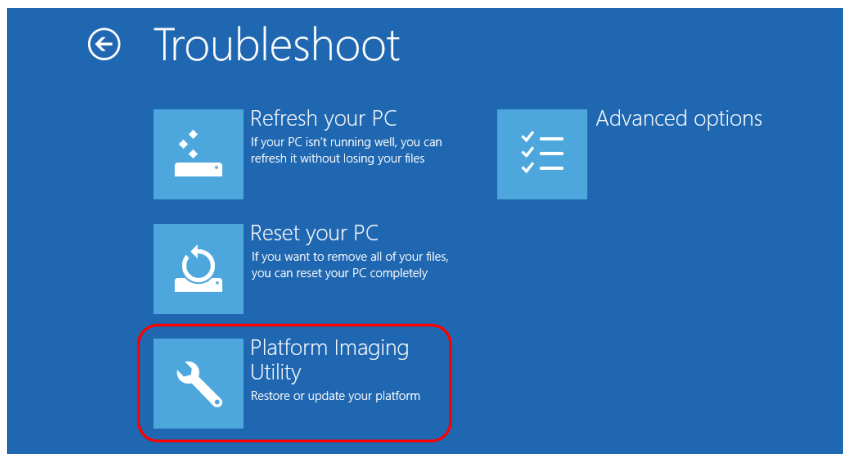 Troubleshoot
Refresh your PC
If your PC isn't running well, you can
refresh it without losing your files
Advanced options
Reset your PC
If you want to remove all of your files,
you can reset your PC completely
Platform Imaging
Utility
Restore or update your platform